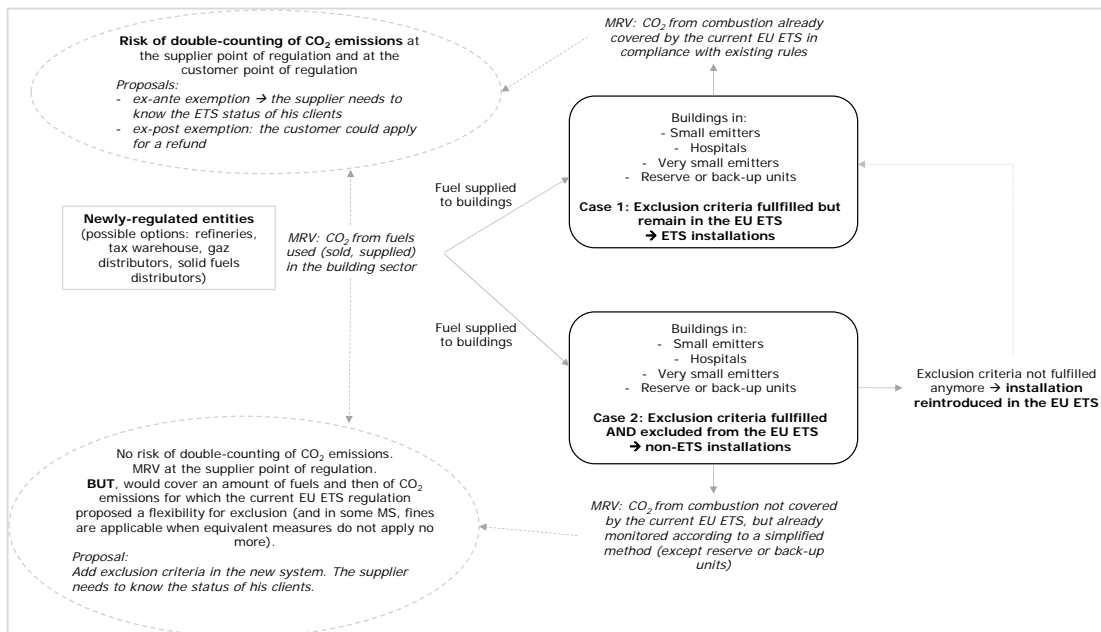 Risk of double-counting of CO2 emissions at
the supplier point of regulation and at the
customer point of regulation
Proposals:
- ex-ante exemption → the supplier needs to
know the ETS status of his clients
- ex-post exemption: the customer could apply
for a refund
MRV: CO2 from combustion already
covered by the current EU ETS in
compliance with existing rules
Buildings in:
- Small emitters
- Hospitals
- Very small emitters
- Reserve or back-up units
Case 1: Exclusion criteria fullfilled but
remain in the EU ETS
→ ETS installations
Fuel supplied
to buildings
Newly-regulated entities
(possible options: refineries,
tax warehouse, gaz
distributors, solid fuels
distributors)
MRV: CO2 from fuels
used (sold, supplied)
in the building sector
Fuel supplied
to buildings
Buildings in:
- Small emitters
- Hospitals
- Very small emitters
- Reserve or back-up units
Case 2: Exclusion criteria fullfilled
AND excluded from the EU ETS
→ non-ETS installations
Exclusion criteria not fulfilled
anymore → installation
reintroduced in the EU ETS
No risk of double-counting of CO2 emissions.
MRV at the supplier point of regulation.
BUT, would cover an amount of fuels and then of CO2
emissions for which the current EU ETS regulation
proposed a flexibility for exclusion (and in some MS, fines
are applicable when equivalent measures do not apply no
more).
Proposal:
Add exclusion criteria in the new system. The supplier
needs to know the status of his clients.
MRV: CO2 from combustion not covered
by the current EU ETS, but already
monitored according to a simplified
method (except reserve or back-up
units)